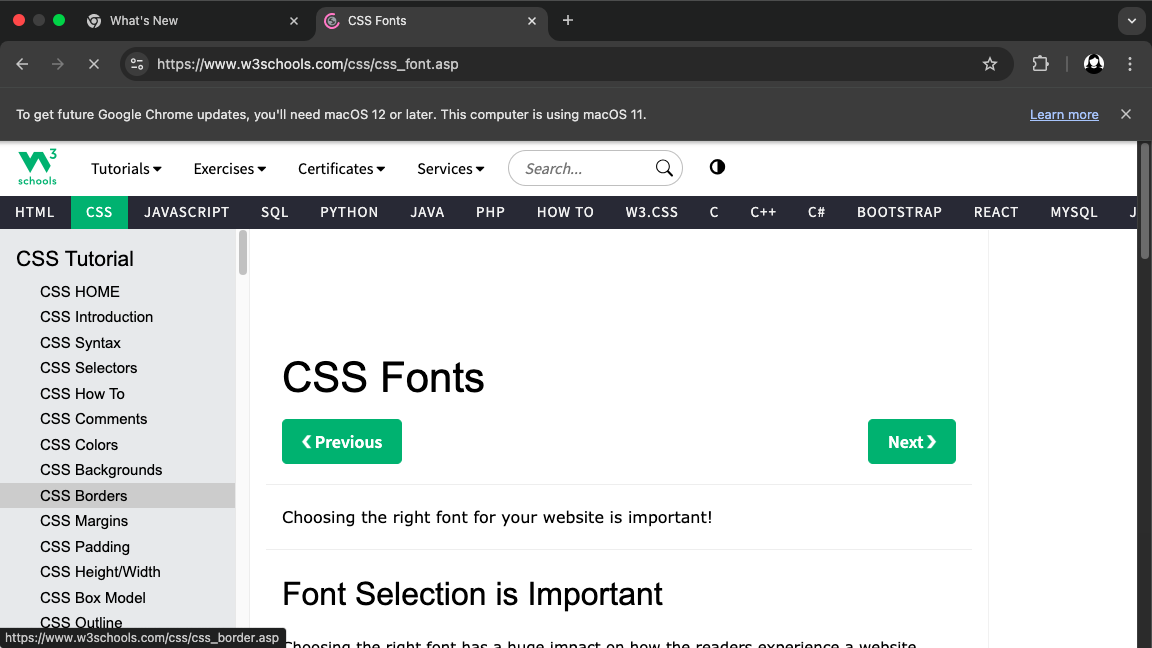 What's New
CSS Fonts
https://www.w3schools.com/css/css_font.asp
To get future Google Chrome updates, you'll need macOS 12 or later. This computer is using macOS 11.
Learn more
W3
schools
Tutorials
Exercises
Certificates
Services
Search...
HTML
CSS
JAVASCRIPT
SQL
PYTHON
JAVA
PHP
HOW TO
W3.CSS
C
C++
C#
BOOTSTRAP
REACT
MYSQL
CSS Tutorial
CSS HOME
CSS Introduction
CSS Syntax
CSS Selectors
CSS How To
CSS Comments
CSS Colors
CSS Backgrounds
CSS Borders
CSS Margins
CSS Padding
CSS Height/Width
CSS Box Model
CSS Outline
https://www.w3schools.com/css/css_border.asp
CSS Fonts
❮ Previous
Next ❯
Choosing the right font for your website is important!
Font Selection is Important
Choosing the right font has a huge impact on how the readers experience a website.